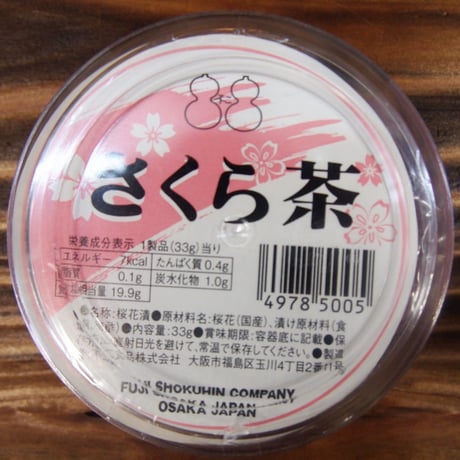 さくら茶
栄養成分表示 1製品(33g)当り
エネルギー 7kcal たんぱく質 0.4g
脂質 0.1g 炭水化物 1.0g
当量 19.9g
4978 5005
●名称:桜花漬●原材料名:桜花(国産)、漬け原材料(食
●内容量:33g●賞味期限:容器底に記載●保
直射日光を避けて、常温で保存してください。●製造
食品株式会社 大阪市福島区玉川4丁目2番11号
FUJI SHOKUHIN COMPANY
OSAKA JAPAN